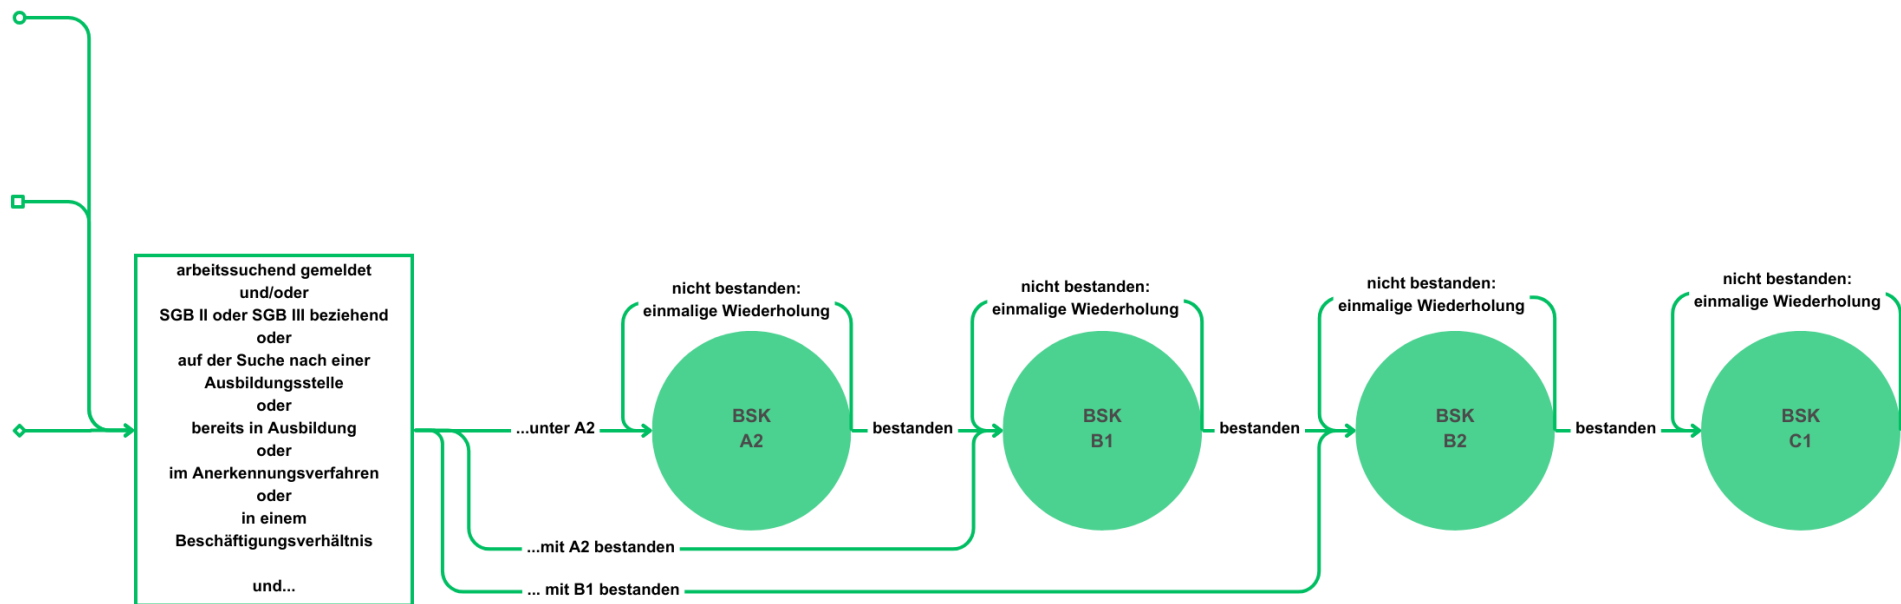 arbeitssuchend gemeldet
und/oder
SGB II oder SGB III beziehend
oder
auf der Suche nach einer
Ausbildungsstelle
oder
bereits in Ausbildung
oder
im Anerkennungsverfahren
oder
in einem
Beschäftigungsverhältnis
und...
...unter A2
...mit A2 bestanden
... mit B1 bestanden
nicht bestanden:
einmalige Wiederholung
BSK
A2
bestanden
nicht bestanden:
einmalige Wiederholung
BSK
B1
bestanden
nicht bestanden:
einmalige Wiederholung
BSK
B2
bestanden
nicht bestanden:
einmalige Wiederholung
BSK
C1